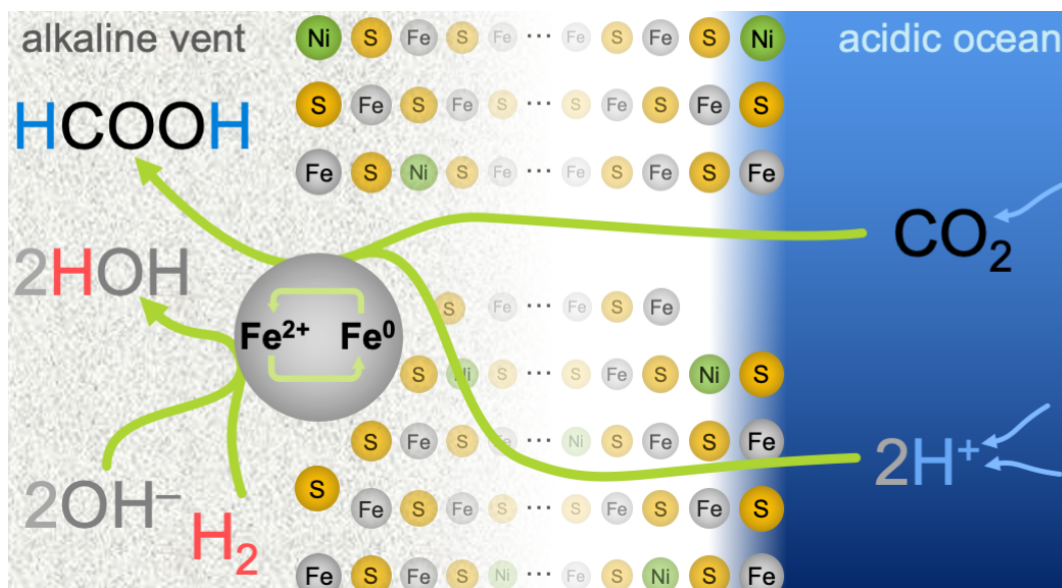 alkaline vent
acidic ocean
Ni S Fe S Fe ··· Fe S Fe S Ni
S Fe S Fe S ··· S Fe S Fe S
Fe S Ni S Fe ··· Fe S Fe S Fe
HCOOH
CO₂
2HOH
S Fe Fe ··· Fe S Fe
Fe²⁺ Fe⁰
S Ni S S ··· S Fe S Ni S
S Fe S Fe ··· Ni S Fe S Fe
2H⁺
S
2OH⁻
H₂
Fe S Fe S S ··· S Fe S Fe S
Fe S Fe S Ni ··· Fe S Ni S Fe